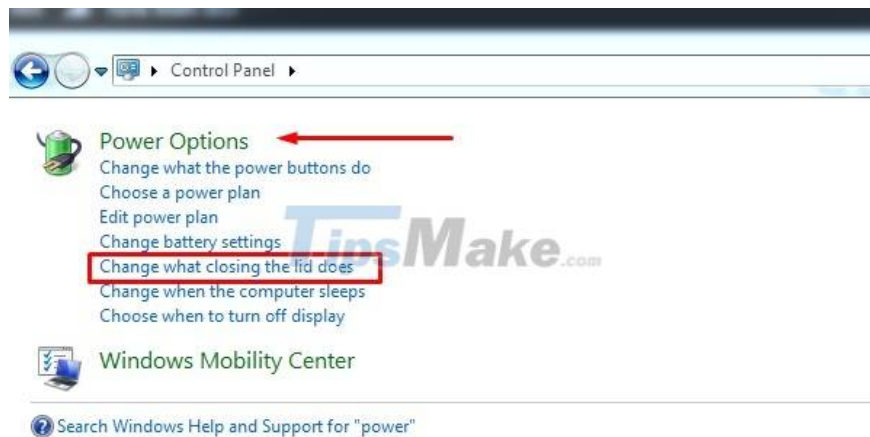 Control Panel
Power Options
Change what the power buttons do
Choose a power plan
Edit power plan
Change battery settings
TipsMake.com
Change what closing the lid does
Change when the computer sleeps
Choose when to turn off display
Windows Mobility Center
Search Windows Help and Support for "power"